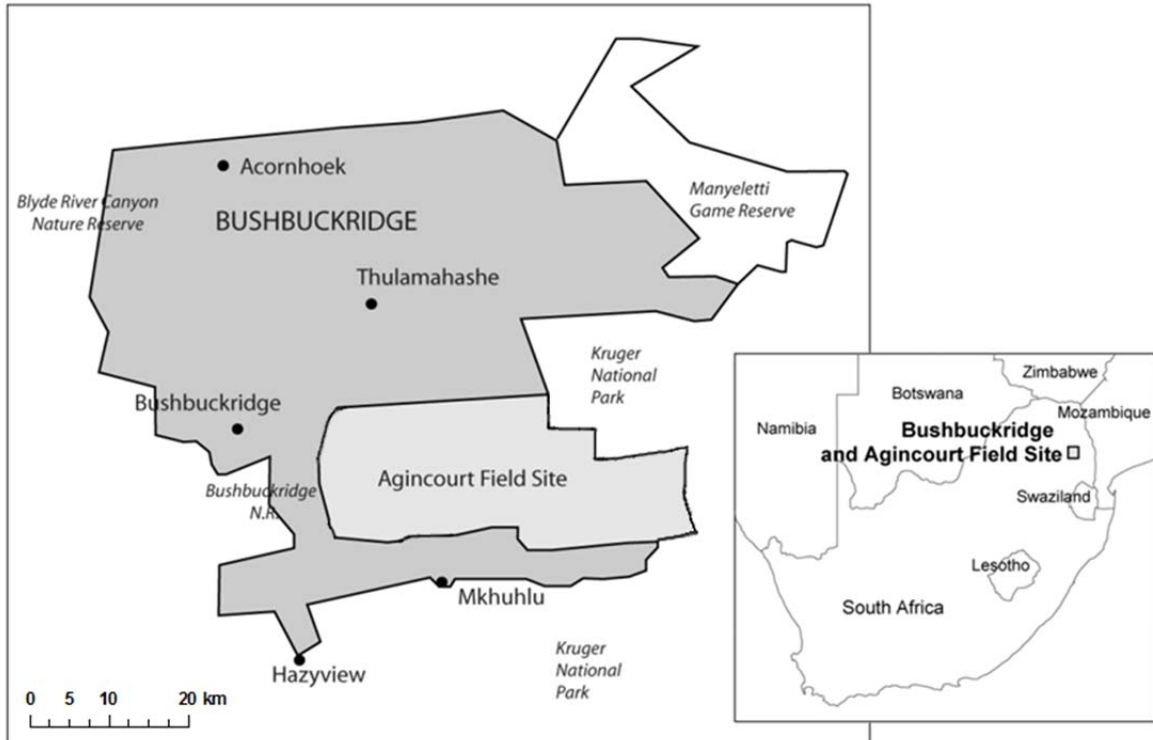 Acornhoek
Blyde River Canyon
Nature Reserve
BUSHBUCKRIDGE
Manyeletti
Game Reserve
Thulamahashe
Kruger
National
Park
Bushbuckridge
Agincourt Field Site
Bushbuckridge
N.R.
Mkhuhlu
Hazyview
Kruger
National
Park
0 5 10 20 km
Zimbabwe
Botswana
Namibia
Mozambique
Bushbuckridge
and Agincourt Field Site
Swaziland
Lesotho
South Africa